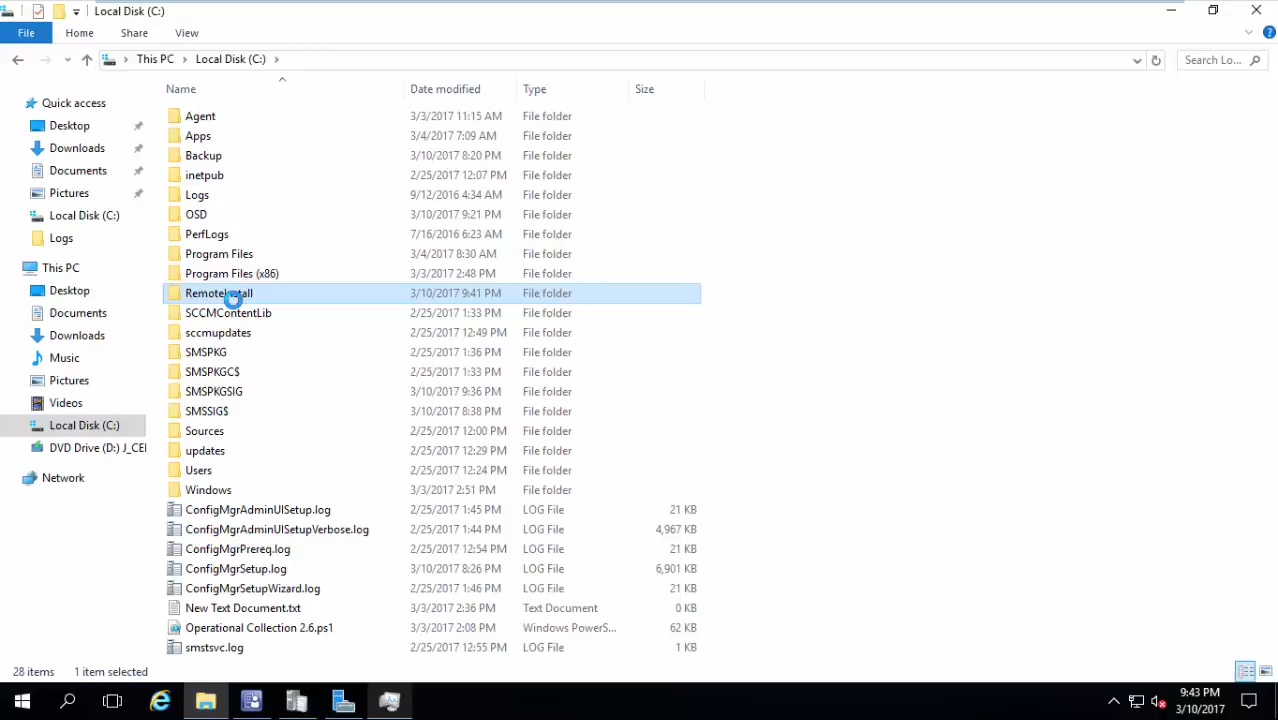 Local Disk (C:)
File Home Share View
This PC Local Disk (C:) Search Lo...
Name Date modified Type Size
Quick access
Desktop
Downloads
Documents
Pictures
Local Disk (C:)
Logs
This PC
Desktop
Documents
Downloads
Music
Pictures
Videos
Local Disk (C:)
DVD Drive (D:) J_CEI
Network
Agent 3/3/2017 11:15 AM File folder
Apps 3/4/2017 7:09 AM File folder
Backup 3/10/2017 8:20 PM File folder
inetpub 2/25/2017 12:07 PM File folder
Logs 9/12/2016 4:34 AM File folder
OSD 3/10/2017 9:21 PM File folder
PerfLogs 7/16/2016 6:23 AM File folder
Program Files 3/4/2017 8:30 AM File folder
Program Files (x86) 3/3/2017 2:48 PM File folder
RemoteInstall 3/10/2017 9:41 PM File folder
SCCMContentLib 2/25/2017 1:33 PM File folder
sccmupdates 2/25/2017 12:49 PM File folder
SMSPKG 2/25/2017 1:36 PM File folder
SMSPKGC$ 2/25/2017 1:33 PM File folder
SMSPKGSIG 3/10/2017 9:36 PM File folder
SMSSIG$ 3/10/2017 8:38 PM File folder
Sources 2/25/2017 12:00 PM File folder
updates 2/25/2017 12:29 PM File folder
Users 2/25/2017 12:24 PM File folder
Windows 3/3/2017 2:51 PM File folder
ConfigMgrAdminUISetup.log 2/25/2017 1:45 PM LOG File 21 KB
ConfigMgrAdminUISetupVerbose.log 2/25/2017 1:44 PM LOG File 4,967 KB
ConfigMgrPrereq.log 2/25/2017 12:54 PM LOG File 21 KB
ConfigMgrSetup.log 3/10/2017 8:26 PM LOG File 6,901 KB
ConfigMgrSetupWizard.log 2/25/2017 1:46 PM LOG File 21 KB
New Text Document.txt 3/3/2017 2:36 PM Text Document 0 KB
Operational Collection 2.6.ps1 3/3/2017 2:08 PM Windows PowerS... 62 KB
smstsvc.log 2/25/2017 12:55 PM LOG File 1 KB
28 items 1 item selected
9:43 PM
3/10/2017